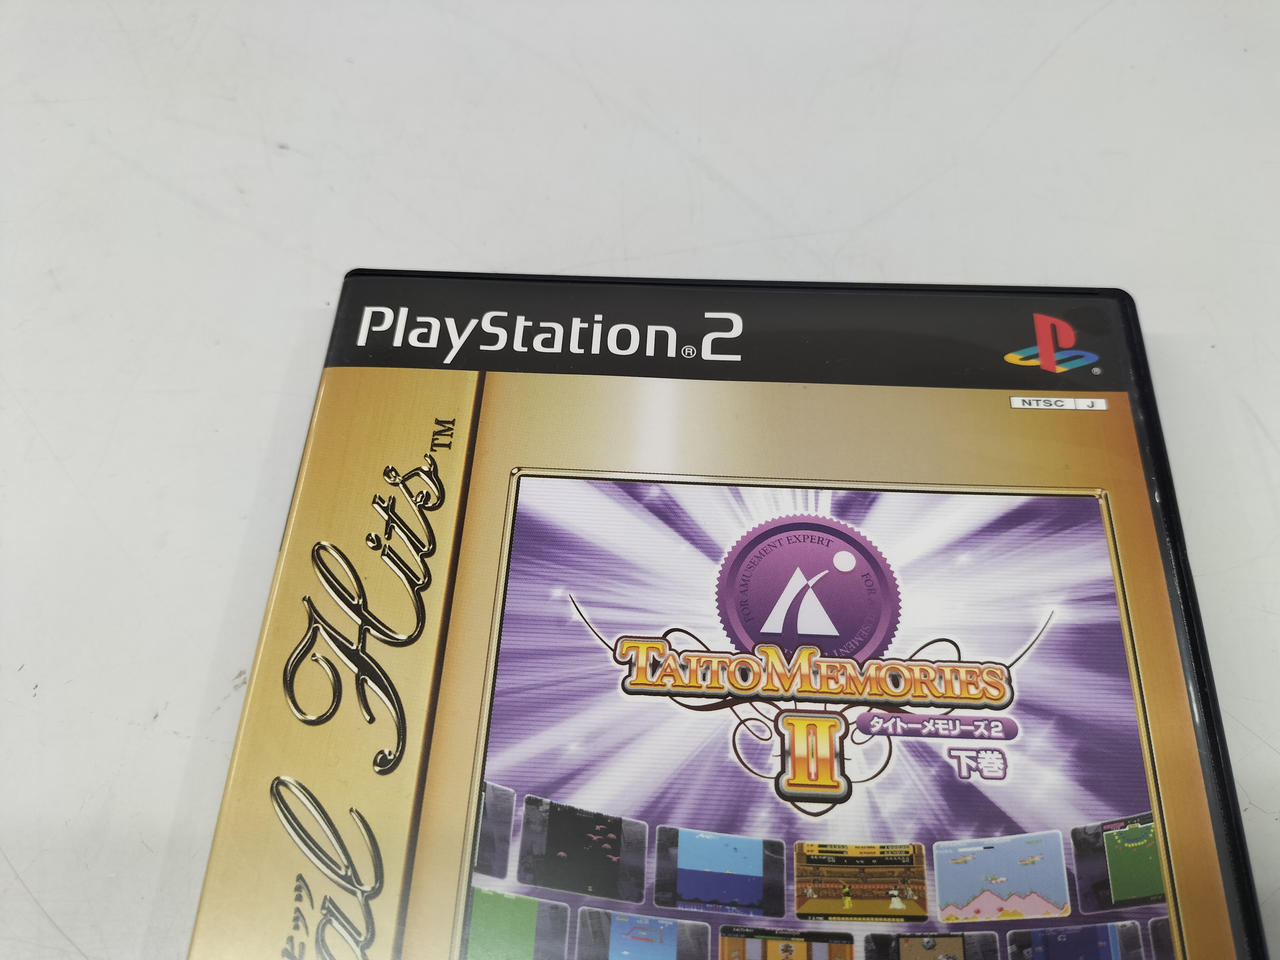 PlayStation®2
NTSC J
al Hits™
FOR AMUSEMENT EXPERT
TAITO MEMORIES
II
タイトーメモリーズ2
下巻